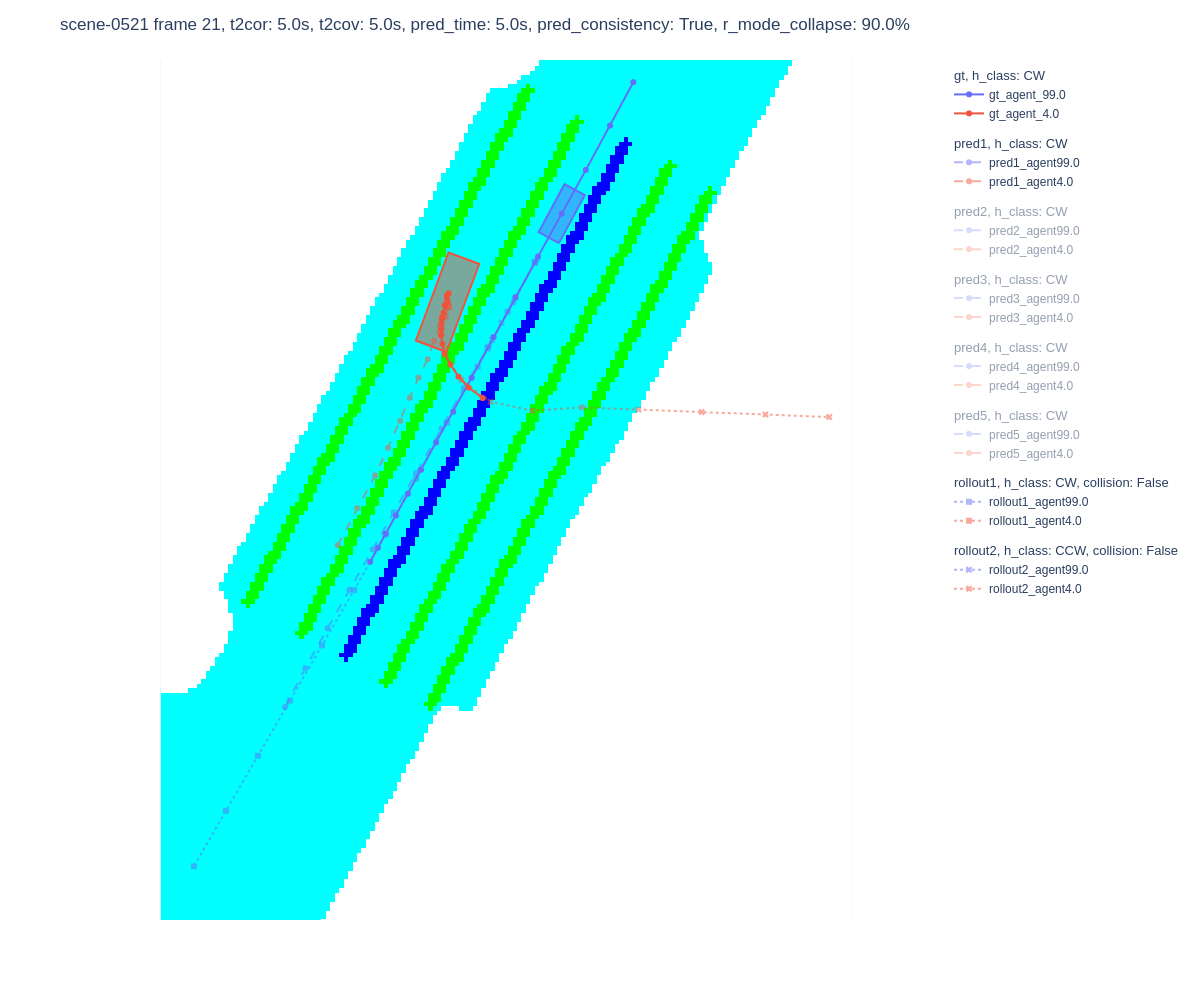 scene-0521 frame 21, t2cor: 5.0s, t2cov: 5.0s, pred_time: 5.0s, pred_consistency: True, r_mode_collapse: 90.0%
gt, h_class: CW
gt_agent_99.0
gt_agent_4.0
pred1, h_class: CW
pred1_agent99.0
pred1_agent4.0
pred2, h_class: CW
pred2_agent99.0
pred2_agent4.0
pred3, h_class: CW
pred3_agent99.0
pred3_agent4.0
pred4, h_class: CW
pred4_agent99.0
pred4_agent4.0
pred5, h_class: CW
pred5_agent99.0
pred5_agent4.0
rollout1, h_class: CW, collision: False
rollout1_agent99.0
rollout1_agent4.0
rollout2, h_class: CCW, collision: False
rollout2_agent99.0
rollout2_agent4.0